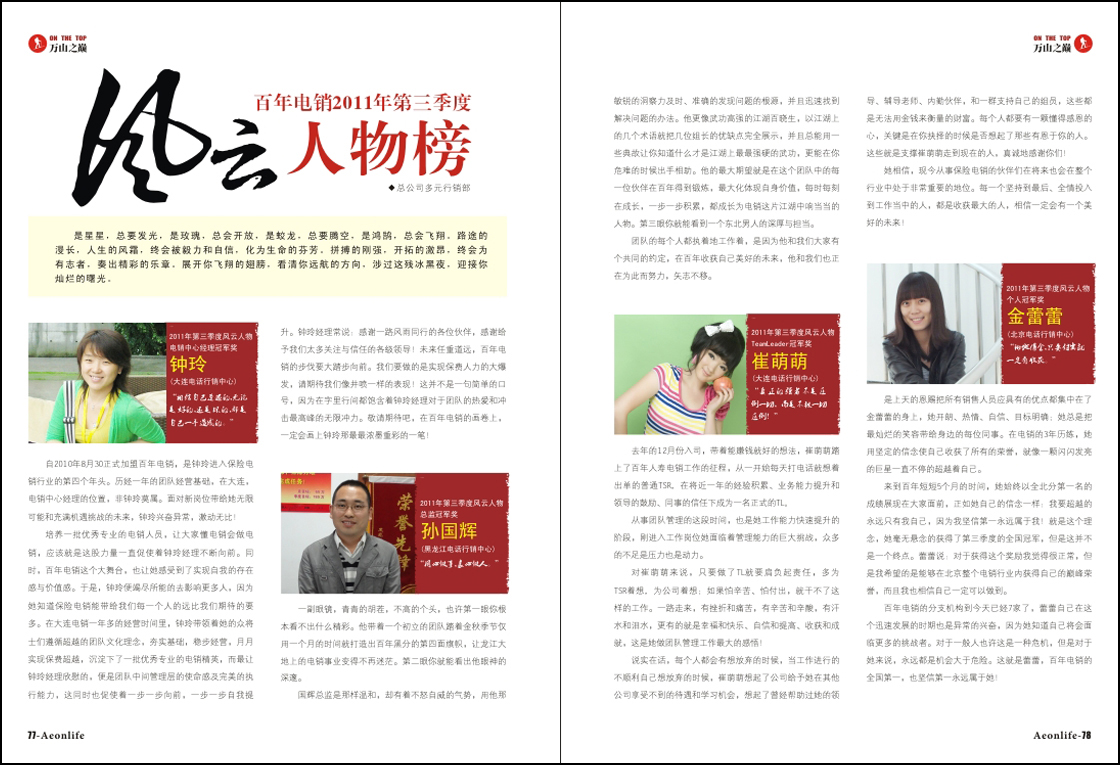 ON THE TOP
万山之巅
百年电销2011年第三季度
风云人物榜
◆总公司多元行销部
是星星，总要发光，是玫瑰，总会开放，是蛟龙，总要腾空，是鸿鹄，总会飞翔。路途的
漫长，人生的风霜，终会被毅力和自信，化为生命的芬芳。拼搏的刚强，开拓的激昂，终会为
有志者，奏出精彩的乐章。展开你飞翔的翅膀，看清你远航的方向。涉过这残冰黑夜，迎接你
灿烂的曙光。
2011年第三季度风云人物
电销中心经理冠军奖
钟玲
(大连电话行销中心)
自2010年8月30正式加盟百年电销，是钟玲进入保险电
销行业的第四个年头。历经一年的团队经营基础，在大连，
电销中心经理的位置，非钟玲莫属。面对新岗位带给她无限
可能和充满机遇挑战的未来，钟玲兴奋异常，激动无比！
培养一批优秀专业的电销人员，让大家懂电销会做电
销，应该就是这股力量一直促使着钟玲经理不断向前。同
时，百年电销这个大舞台，也让她感受到了实现自我的存在
感与价值感。于是，钟玲便竭尽所能的去影响更多人，因为
她知道保险电销能带给我们每一个人的远比我们期待的要
多。在大连电销一年多的经营时间里，钟玲带领着她的众将
士们遵循超越的团队文化理念，夯实基础，稳步经营，月月
实现保费超越，沉淀下了一批优秀专业的电销精英，而最让
钟玲经理欣慰的，便是团队中间管理层的使命感及完美的执
行能力，这同时也促使着一步一步向前，一步一步自我提
升。钟玲经理常说：感谢一路风雨同行的各位伙伴，感谢给
予我们太多关注与信任的各级领导！未来任重道远，百年电
销的步伐要大踏步向前。我们要做的是实现保费人力的大爆
发，请期待我们像井喷一样的表现！这并不是一句简单的口
号，因为在字里行间都饱含着钟玲经理对于团队的热爱和冲
击最高峰的无限冲力。敬请期待吧，在百年电销的画卷上，
一定会画上钟玲那最最浓墨重彩的一笔！
2011年第三季度风云人物
总监冠军奖
孙国辉
(黑龙江电话行销中心)
“用心做事，真心做人。”
荣誉先章
一副眼镜，青青的胡茬，不高的个头，也许第一眼你根
本看不出什么精彩。他带着一个初立的团队踏着金秋季节仅
用一个月的时间就打造出百年黑分的第四面旗帜，让龙江大
地上的电销事业变得不再迷茫。第二眼你就能看出他眼神的
深邃。
国辉总监是那样温和，却有着不怒自威的气势，用他那
77-Aeonlife
ON THE TOP
万山之巅
敏锐的洞察力及时、准确的发现问题的根源，并且迅速找到
解决问题的办法。他更像武功高强的江湖百晓生，以江湖上
的几个术语就把几位组长的优缺点完全展示，并且总能用一
些典故让你知道什么才是江湖上最最强硬的武功，更能在你
危难的时候出手相助。他的最大期望就是在这个团队中的每
一位伙伴在百年得到锻炼，最大化体现自身价值，每时每刻
在成长，一步一步积累，都成长为电销这片江湖中响当当的
人物。第三眼你就能看到一个东北男人的深厚与担当。
团队的每个人都执着地工作着，是因为他和我们大家有
个共同的约定，在百年收获自己美好的未来，他和我们也正
在为此而努力，矢志不移。
2011年第三季度风云人物
TeamLeader冠军奖
崔萌萌
(大连电话行销中心)
去年的12月份入司，带着能赚钱就好的想法，崔萌萌踏
上了百年人寿电销工作的征程，从一开始每天打电话就想着
出单的普通TSR，在将近一年的经验积累、业务能力提升和
领导的鼓励、同事的信任下成为一名正式的TL。
从事团队管理的这段时间，也是她工作能力快速提升的
阶段，刚进入工作岗位她面临着管理能力的巨大挑战，众多
的不足是压力也是动力。
对崔萌萌来说，只要做了TL就要肩负起责任，多为
TSR着想、为公司着想；如果怕辛苦、怕付出，就干不了这
样的工作。一路走来，有挫折和痛苦，有辛苦和辛酸，有汗
水和泪水，更有的就是幸福和快乐、自信和提高、收获和成
就，这是她做团队管理工作最大的感悟！
说实在话，每个人都会有想放弃的时候，当工作进行的
不顺利自己想放弃的时候，崔萌萌想起了公司给予她在其他
公司享受不到的待遇和学习机会，想起了曾经帮助过她的领
导、辅导老师、内勤伙伴，和一群支持自己的组员，这些都
是无法用金钱来衡量的财富。每个人都要有一颗懂得感恩的
心，关键是在你抉择的时候是否想起了那些有恩于你的人。
这些就是支撑崔萌萌走到现在的人，真诚地感谢你们！
她相信，现今从事保险电销的伙伴们在将来也会在整个
行业中处于非常重要的地位。每一个坚持到最后、全情投入
到工作当中的人，都是收获最大的人，相信一定会有一个美
好的未来！
2011年第三季度风云人物
个人冠军奖
金蕾蕾
(北京电话行销中心)
是上天的恩赐把所有销售人员应具有的优点都集中在了
金蕾蕾的身上，她开朗、热情、自信、目标明确；她总是把
最灿烂的笑容带给身边的每位同事。在电销的3年历练，她
用坚定的信念使自己收获了所有的荣誉，就像一颗闪闪发亮
的巨星一直不停的超越着自己。
来到百年短短5个月的时间，她始终以全北分第一名的
成绩展现在大家面前，正如她自己的信念一样：我要超越的
永远只有我自己，因为我坚信第一永远属于我！就是这个理
念，她毫无悬念的获得了第三季度的全国冠军，但是这并不
是一个终点。蕾蕾说：对于获得这个奖励我觉得很正常，但
是我希望的是能够在北京整个电销行业内获得自己的巅峰荣
誉，而且我也相信自己一定可以做到。
百年电销的分支机构到今天已经7家了，蕾蕾自已在这
个迅速发展的时期也是异常的兴奋，因为她知道自己将会面
临更多的挑战者。对于一般人也许这是一种危机，但是对于
她来说，永远都是机会大于危险。这就是蕾蕾，百年电销的
全国第一，也坚信第一永远属于她！
Aeonlife-78